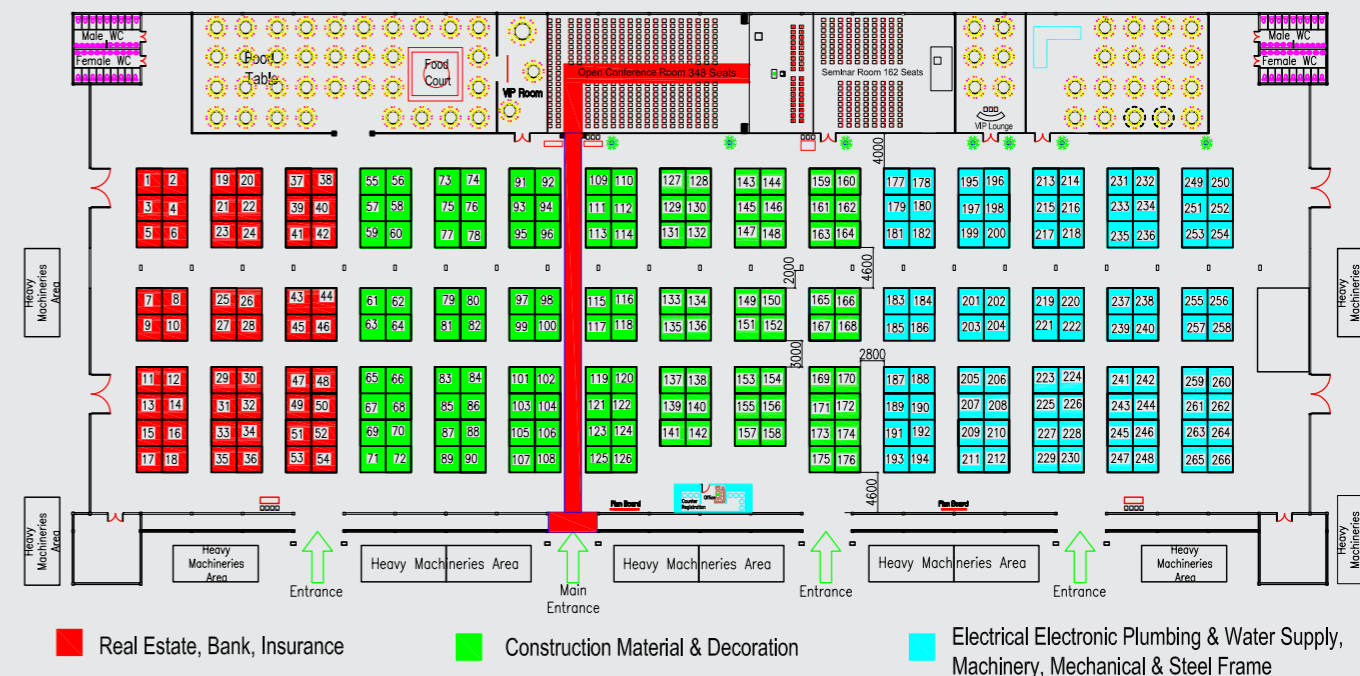 Male WC
Female WC
Food
Table
Food
Court
VIP Room
Open Conference Room 348 Seats
Seminar Room 162 Seats
VIP Lounge
Male WC
Female WC
4000
1 2 19 20 37 38 55 56 73 74 91 92 109 110 127 128 143 144 159 160 177 178 195 196 213 214 231 232 249 250
3 4 21 22 39 40 57 58 75 76 93 94 111 112 129 130 145 146 161 162 179 180 197 198 215 216 233 234 251 252
5 6 23 24 41 42 59 60 77 78 95 96 113 114 131 132 147 148 163 164 181 182 199 200 217 218 235 236 253 254
Heavy
Machineries
Area
2000
4600
Heavy
Machineries
7 8 25 26 43 44 61 62 79 80 97 98 115 116 133 134 149 150 165 166 183 184 201 202 219 220 237 238 255 256
9 10 27 28 45 46 63 64 81 82 99 100 117 118 135 136 151 152 167 168 185 186 203 204 221 222 239 240 257 258
3000
2800
11 12 29 30 47 48 65 66 83 84 101 102 119 120 137 138 153 154 169 170 187 188 205 206 223 224 241 242 259 260
13 14 31 32 49 50 67 68 85 86 103 104 121 122 139 140 155 156 171 172 189 190 207 208 225 226 243 244 261 262
15 16 33 34 51 52 69 70 87 88 105 106 123 124 141 142 157 158 173 174 191 192 209 210 227 228 245 246 263 264
17 18 35 36 53 54 71 72 89 90 107 108 125 126 175 176 193 194 211 212 229 230 247 248 265 266
4600
Plan Board
Counter
Registration
Office
Plan Board
Heavy
Machineries
Area
Heavy
Machineries
Area
Heavy Machineries Area
Heavy Machineries Area
Heavy Machineries Area
Heavy
Machineries
Area
Heavy
Machineries
Entrance
Main
Entrance
Entrance
Entrance
Real Estate, Bank, Insurance
Construction Material & Decoration
Electrical Electronic Plumbing & Water Supply,
Machinery, Mechanical & Steel Frame